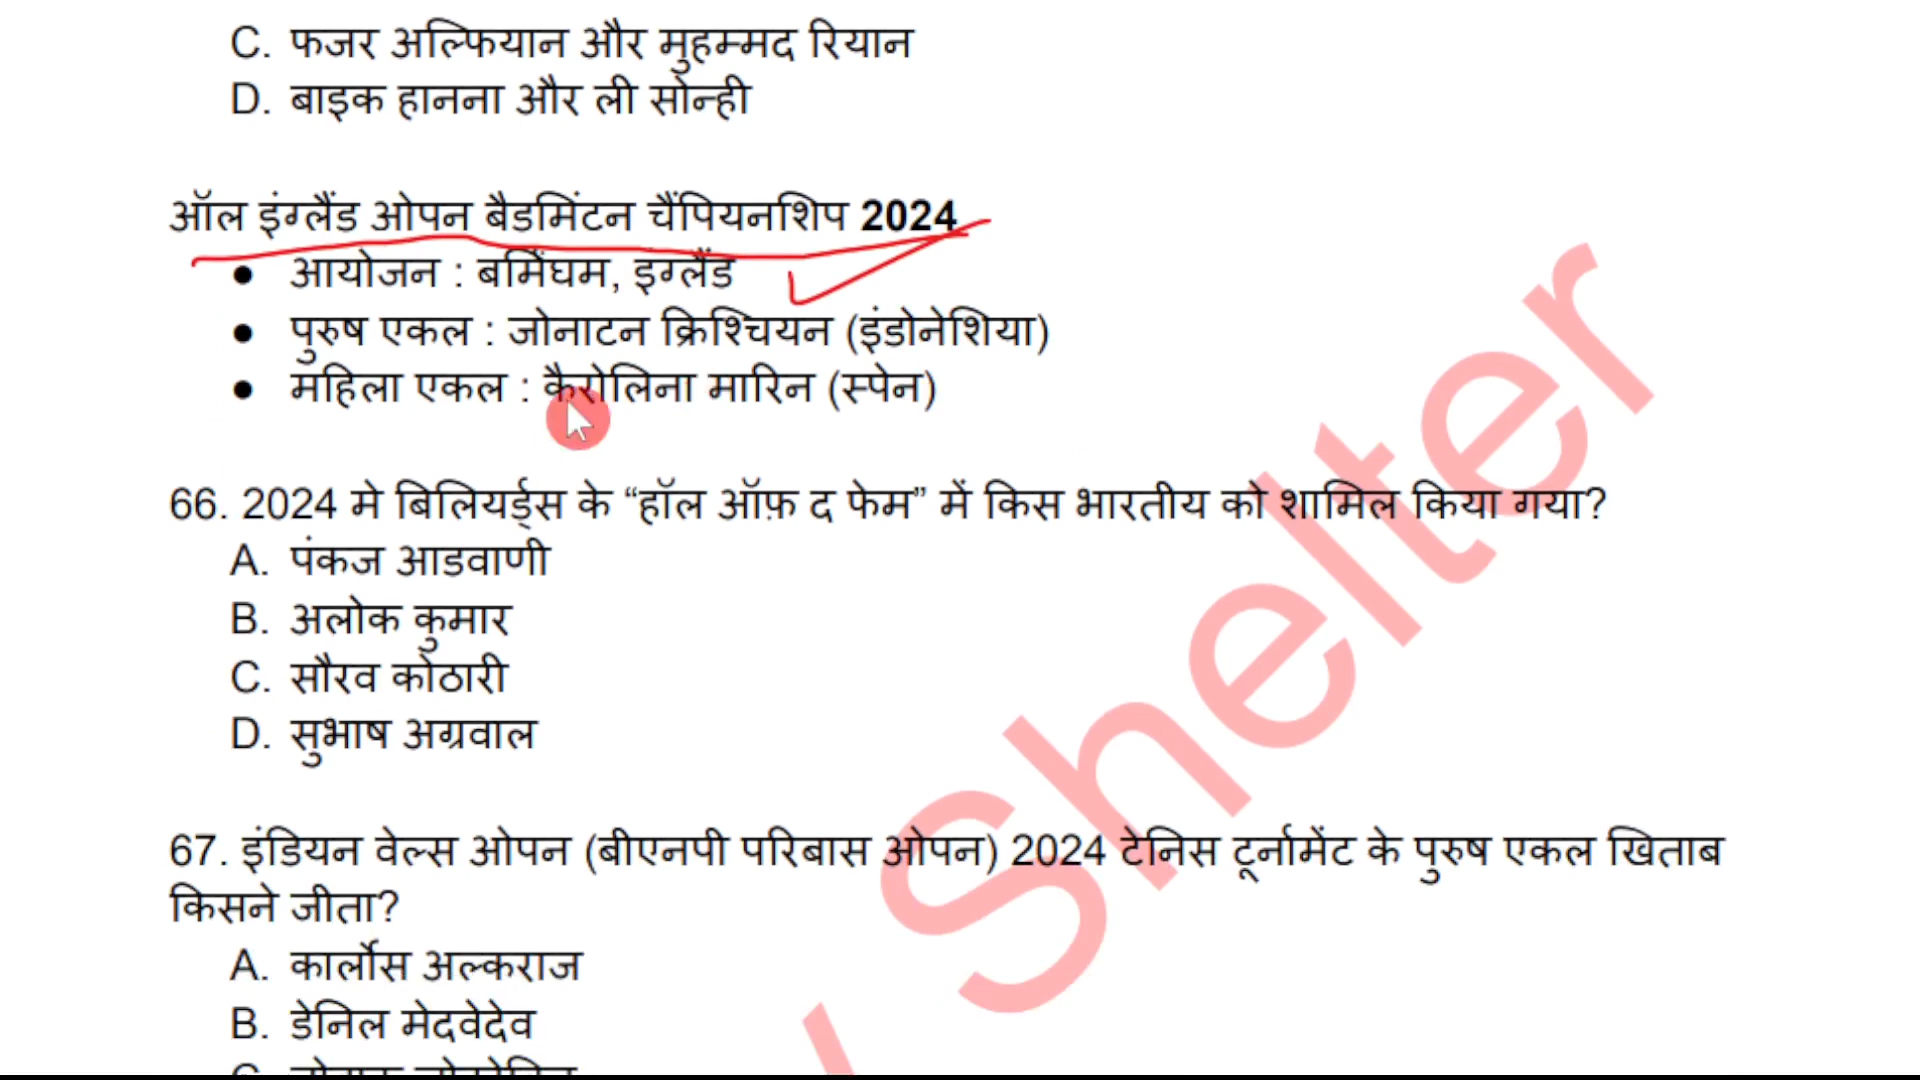 C. फजर अल्फियान और मुहम्मद रियान
D. बाइक हानना और ली सोन्ही
ऑल इंग्लैंड ओपन बैडमिंटन चैंपियनशिप 2024
● आयोजन : बर्मिंघम, इंग्लैंड
● पुरुष एकल : जोनाटन क्रिश्चियन (इंडोनेशिया)
● महिला एकल : कैरोलिना मारिन (स्पेन)
66. 2024 मे बिलियर्ड्स के “हॉल ऑफ़ द फेम” में किस भारतीय को शामिल किया गया?
A. पंकज आडवाणी
B. अलोक कुमार
C. सौरव कोठारी
D. सुभाष अग्रवाल
67. इंडियन वेल्स ओपन (बीएनपी परिबास ओपन) 2024 टेनिस टूर्नामेंट के पुरुष एकल खिताब
किसने जीता?
A. कार्लोस अल्कराज
B. डेनिल मेदवेदेव
Shelter